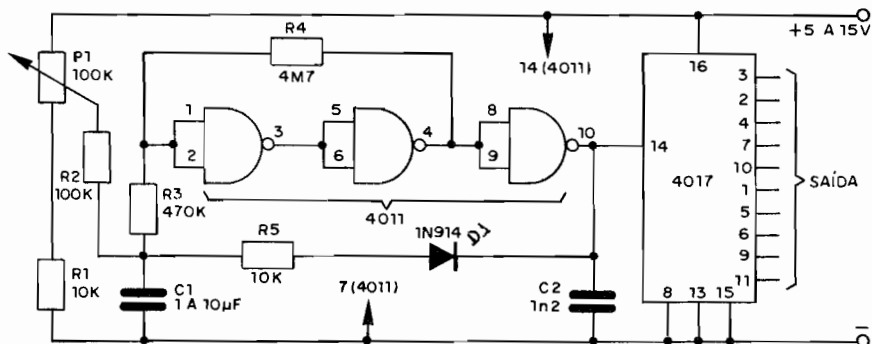 +5 A 15V
P1
100K
R4
4M7
14 (4011)
16
3
2
4
7
10
1
5
6
9
11
SAÍDA
1
2
3
5
6
4
8
9
10
14
4017
R2
100K
R3
470K
4011
R5
10K
1N914
D1
R1
10K
C1
1 A 10µF
7 (4011)
C2
1n2
8
13
15